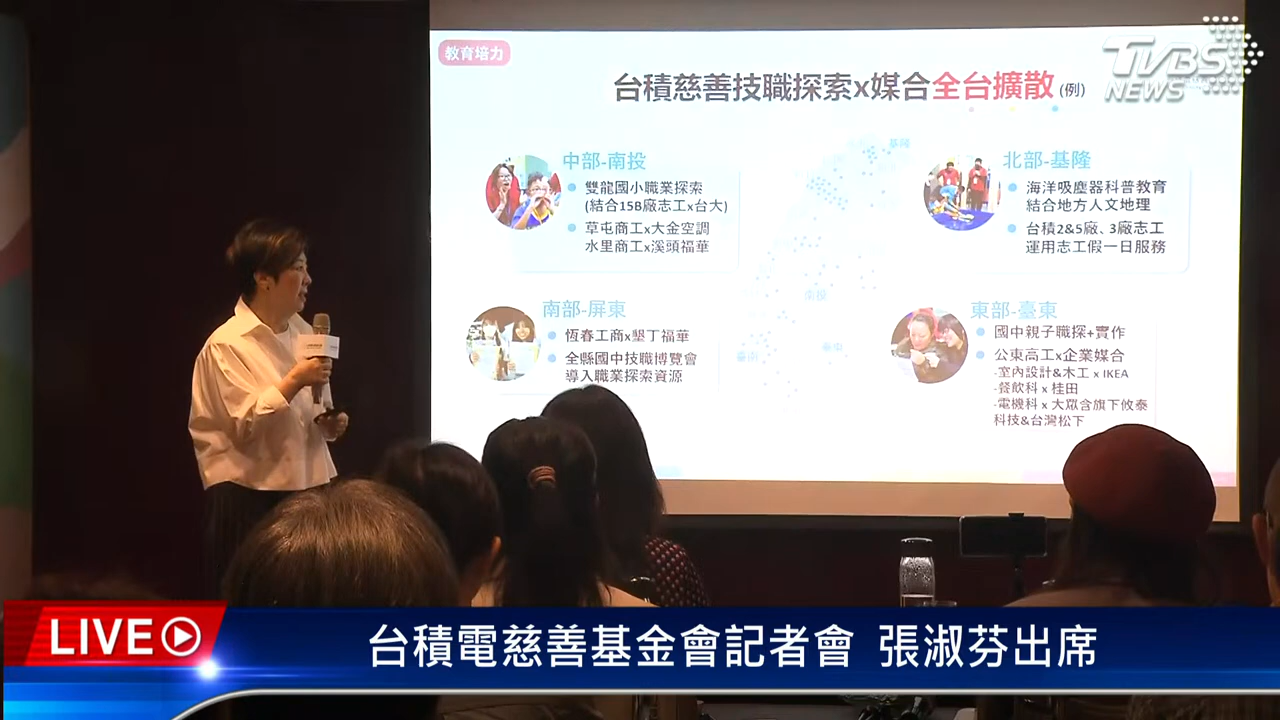 教育培力
TVBS
NEWS
台積慈善技職探索x媒合全台擴散(例)
基隆
中部-南投
雙龍國小職業探索
(結合15B廠志工x台大)
草屯商工x大金空調
水里商工x溪頭福華
北部-基隆
海洋吸塵器科普教育
結合地方人文地理
台積2&5廠、3廠志工
運用志工假一日服務
南投
南部-屏東
恆春工商x墾丁福華
全縣國中技職博覽會
導入職業探索資源
臺東
東部-臺東
國中親子職探+實作
公東高工x企業媒合
-室內設計&木工 x IKEA
-餐飲科 x 桂田
-電機科 x 大眾含旗下攸泰
科技&台灣松下
LIVE
台積電慈善基金會記者會 張淑芬出席